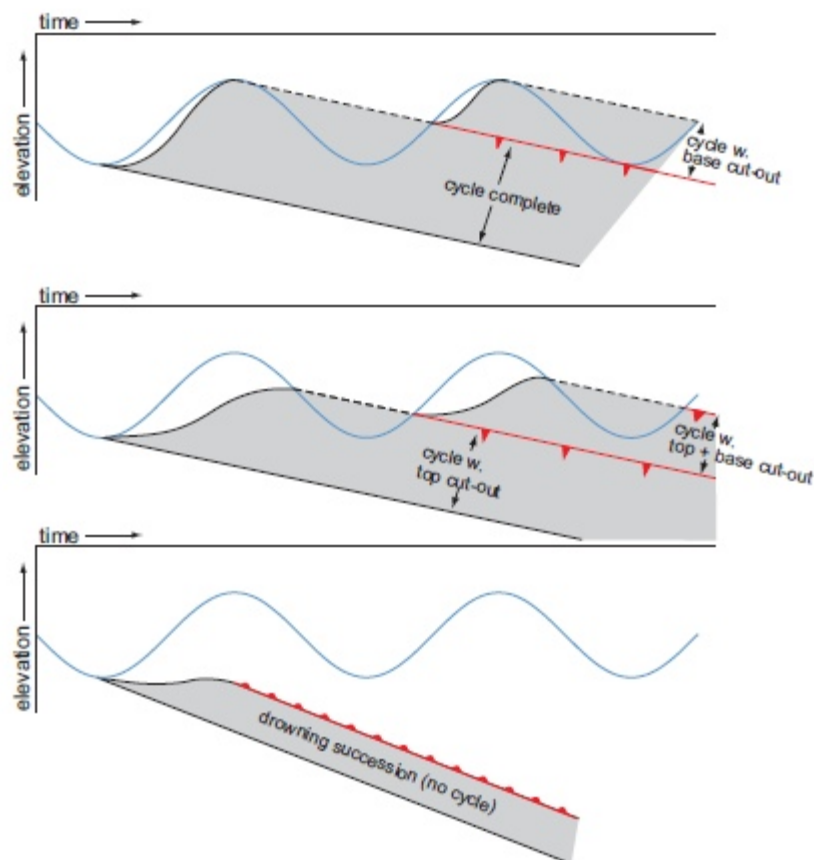 time
elevation
cycle w.
base cut-out
cycle complete
time
elevation
cycle w.
top cut-out
cycle w.
top + base cut-out
time
elevation
drowning succession (no cycle)